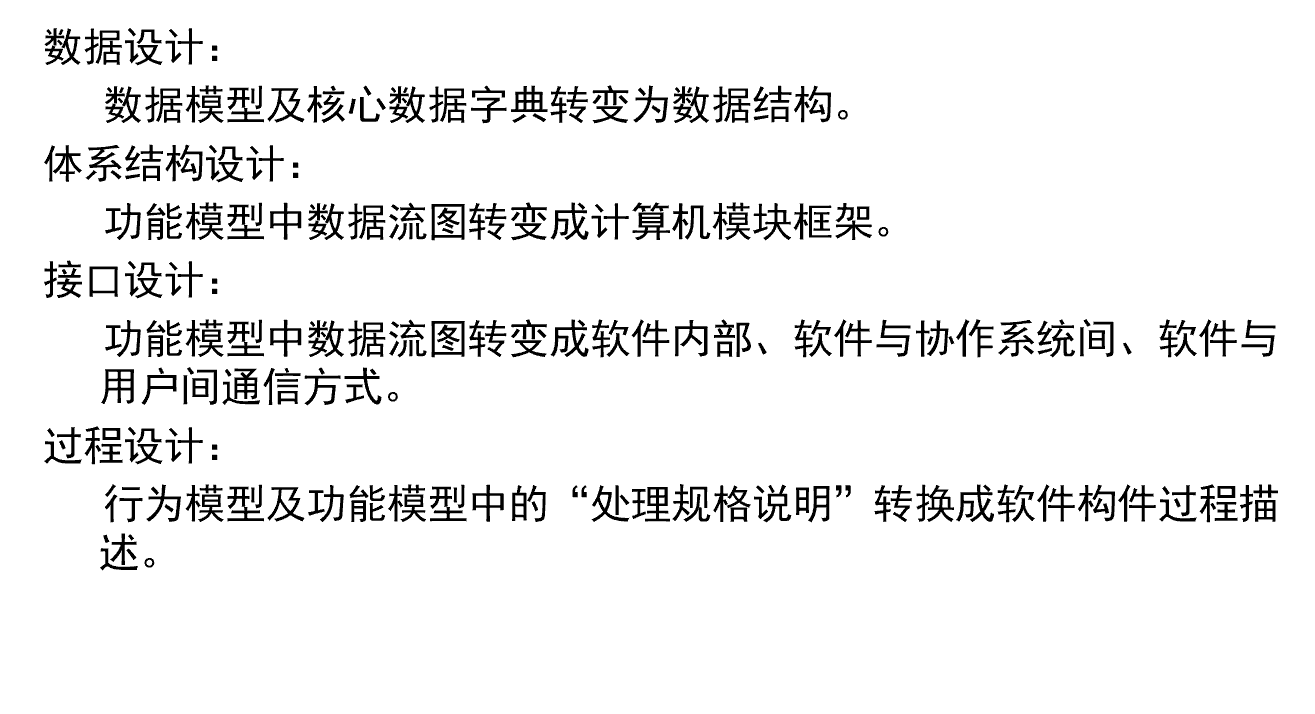 数据设计：
数据模型及核心数据字典转变为数据结构。
体系结构设计：
功能模型中数据流图转变成计算机模块框架。
接口设计：
功能模型中数据流图转变成软件内部、软件与协作系统间、软件与
用户间通信方式。
过程设计：
行为模型及功能模型中的“处理规格说明”转换成软件构件过程描
述。